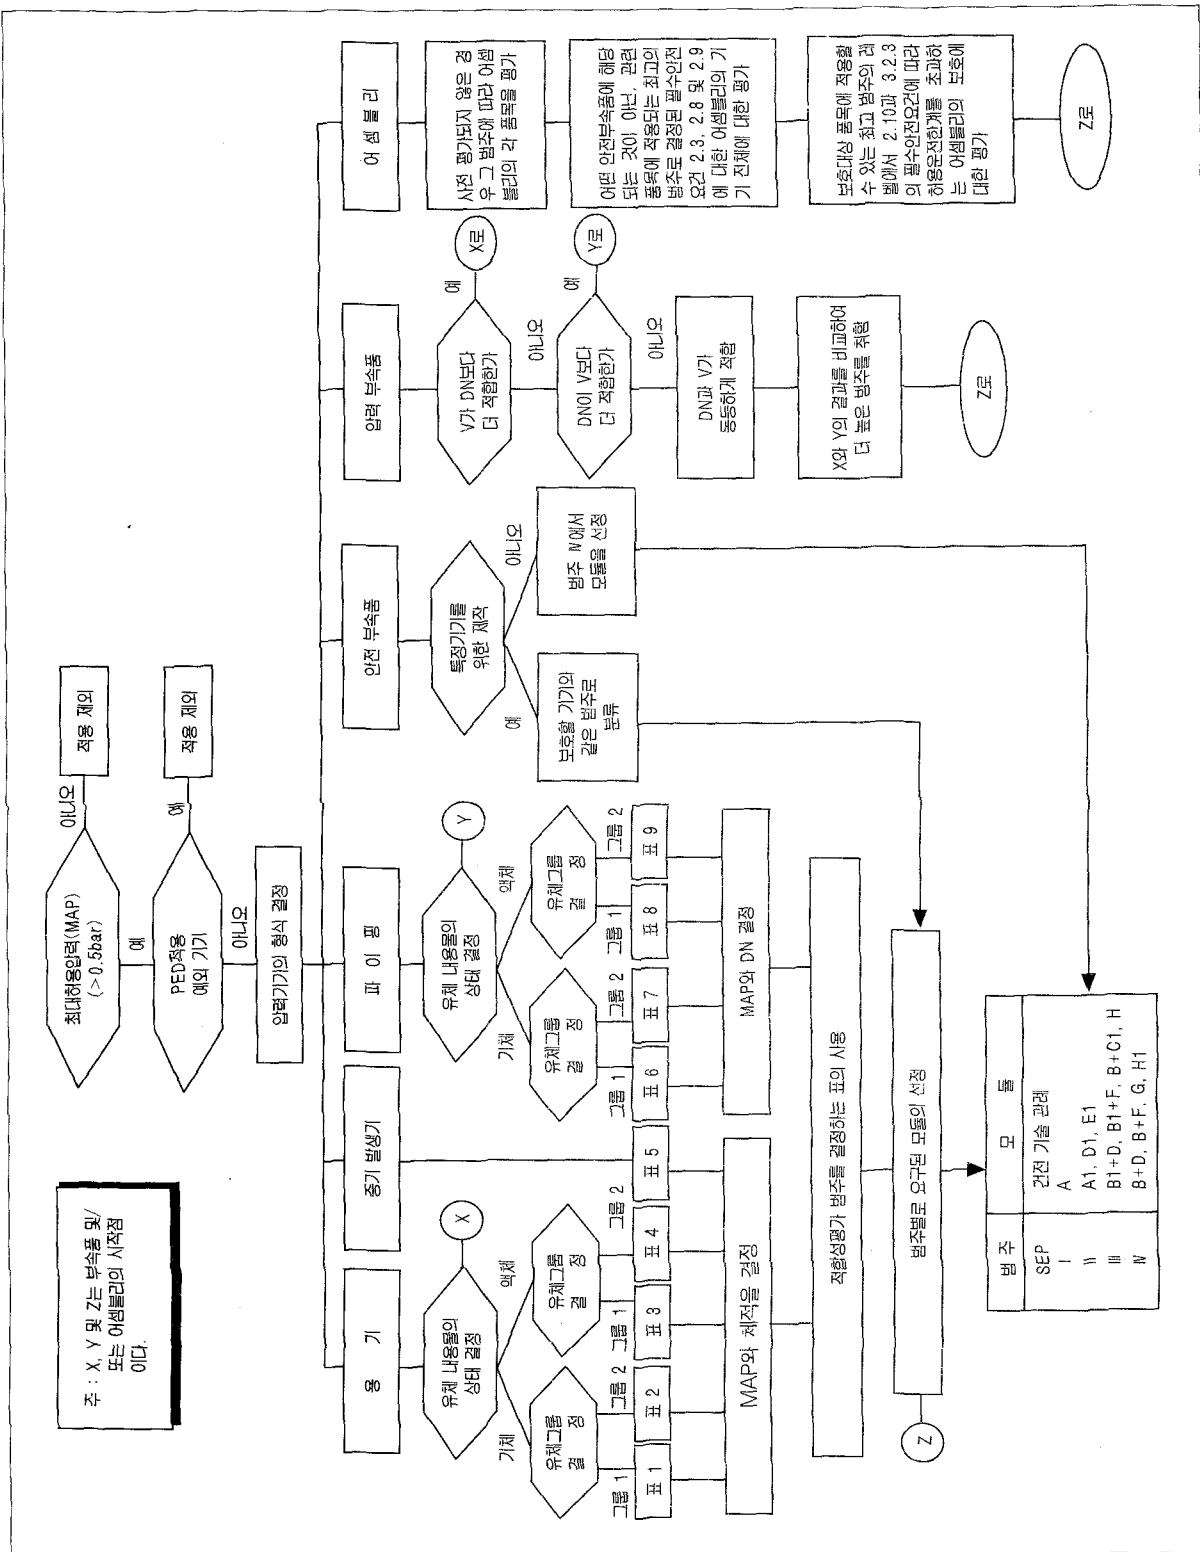 주 : X, Y 및 Z는 부속품 및/
또는 어셈블리의 시작점
이다.
최대허용압력(MAP)
(>0.5bar)
아니오
적용 제외
예
PED적용
예외 기기
예
적용 제외
아니오
압력기기의 형식 결정
용 기
증기 발생기
파 이 핑
안전 부속품
압력 부속품
어 셈 블 리
유체 내용물의
상태 결정
X
기체
액체
유체그룹
결 정
유체그룹
결 정
그룹 1
그룹 2
그룹 1
그룹 2
표 1
표 2
표 3
표 4
표 5
MAP와 체적을 결정
유체 내용물의
상태 결정
Y
기체
액체
유체그룹
결 정
유체그룹
결 정
그룹 1
그룹 2
그룹 1
그룹 2
표 6
표 7
표 8
표 9
MAP와 DN 결정
적합성평가 범주를 결정하는 표의 사용
특정기기를
위한 제작
예
아니오
보호할 기기와
같은 범주로
분류
범주 Ⅳ에서
모듈을 선정
V가 DN보다
더 적합한가
예
X로
아니오
DN이 V보다
더 적합한가
예
Y로
아니오
DN과 V가
동등하게 적합
X와 Y의 결과를 비교하여
더 높은 범주를 취함
Z로
사전 평가되지 않은 경
우 그 범주에 따라 어셈
블리의 각 품목을 평가
어떤 안전부속품에 해당
되는 것이 아닌, 관련
품목에 적용되는 최고의
범주로 결정된 필수안전
요건 2.3, 2.8 및 2.9
에 대한 어셈블리의 기
기 전체에 대한 평가
보호대상 품목에 적용할
수 있는 최고 범주의 레
벨에서 2.10과 3.2.3
의 필수안전요건에 따라
허용운전한계를 초과하
는 어셈블리의 보호에
대한 평가
Z로
Z
범주별로 요구된 모듈의 선정
범주 모 듈
SEP 건전 기술 관례
Ⅰ A
Ⅱ A1, D1, E1
Ⅲ B1+D, B1+F, B+C1, H
Ⅳ B+D, B+F, G, H1